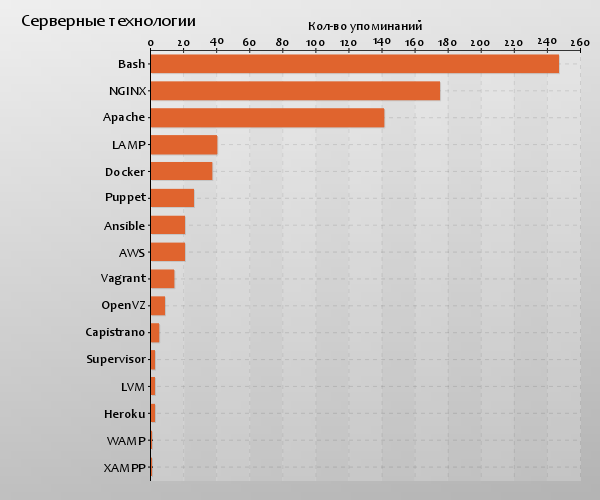 Серверные технологии
Кол-во упоминаний
0 20 40 60 80 100 120 140 160 180 200 220 240 260
Bash
NGINX
Apache
LAMP
Docker
Puppet
Ansible
AWS
Vagrant
OpenVZ
Capistrano
Supervisor
LVM
Heroku
WAMP
XAMPP